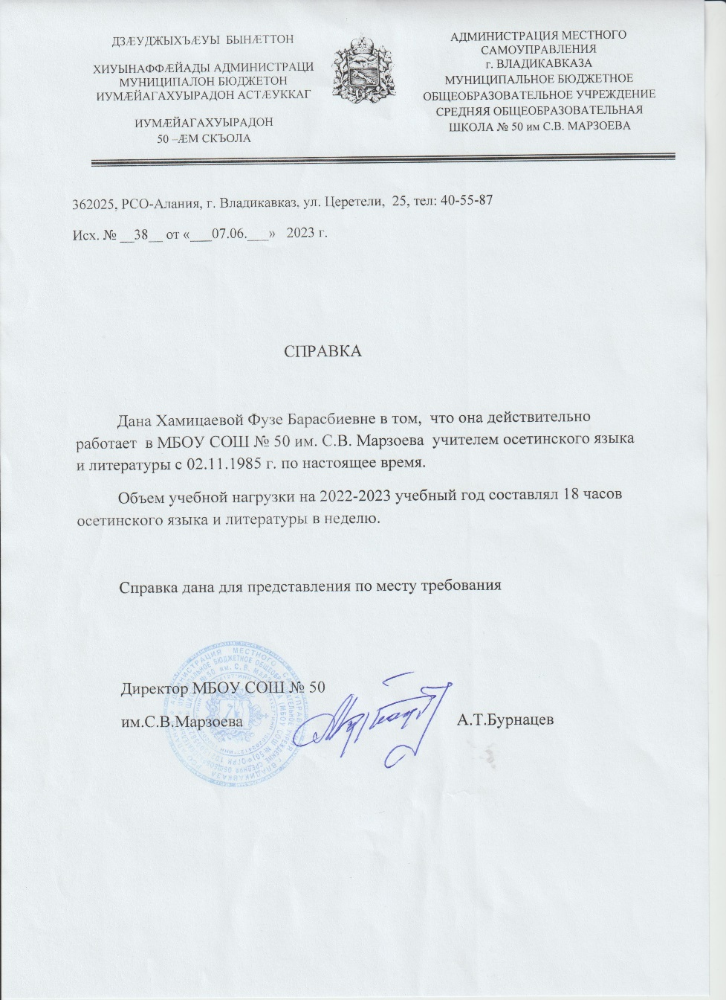 ДЗÆУДЖЫХЪÆУЫ БЫНÆТТОН
ХИУЫНАФФÆЙАДЫ АДМИНИСТРАЦИ
МУНИЦИПАЛОН БЮДЖЕТОН
ИУМÆЙАГАХУЫРАДОН АСТÆУККАГ
ИУМÆЙАГАХУЫРАДОН
50 –ÆМ СКЪОЛА
АДМИНИСТРАЦИЯ МЕСТНОГО
САМОУПРАВЛЕНИЯ
г. ВЛАДИКАВКАЗА
МУНИЦИПАЛЬНОЕ БЮДЖЕТНОЕ
ОБЩЕОБРАЗОВАТЕЛЬНОЕ УЧРЕЖДЕНИЕ
СРЕДНЯЯ ОБЩЕОБРАЗОВАТЕЛЬНАЯ
ШКОЛА № 50 им С.В. МАРЗОЕВА
362025, РСО-Алания, г. Владикавказ, ул. Церетели, 25, тел: 40-55-87
Исх. № __38__ от «___07.06.___» 2023 г.
СПРАВКА
Дана Хамицаевой Фузе Барасбиевне в том, что она действительно
работает в МБОУ СОШ № 50 им. С.В. Марзоева учителем осетинского языка
и литературы с 02.11.1985 г. по настоящее время.
Объем учебной нагрузки на 2022-2023 учебный год составлял 18 часов
осетинского языка и литературы в неделю.
Справка дана для представления по месту требования
Директор МБОУ СОШ № 50
им.С.В.Марзоева А.Т.Бурнацев